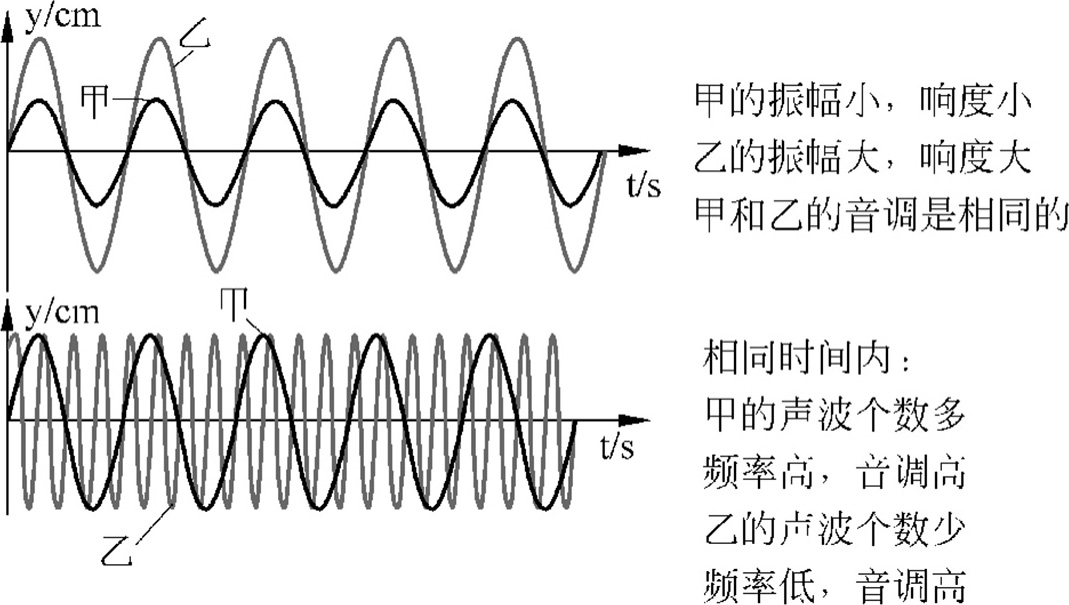 y/cm
乙
甲
t/s
甲的振幅小，响度小
乙的振幅大，响度大
甲和乙的音调是相同的
y/cm
甲
t/s
乙
相同时间内：
甲的声波个数多
频率高，音调高
乙的声波个数少
频率低，音调高